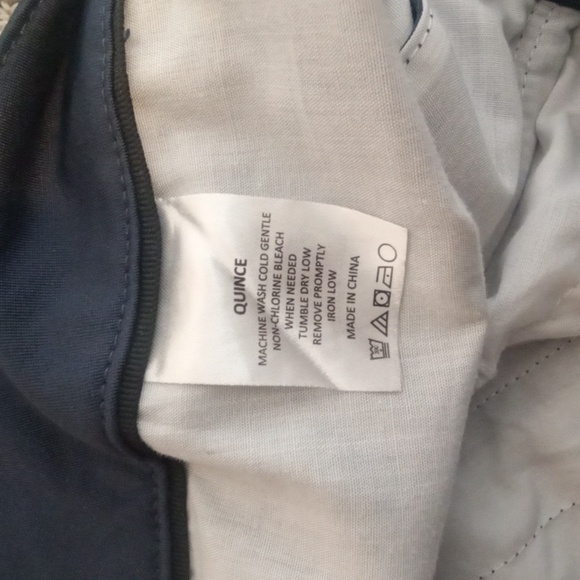 QUINCE
MACHINE WASH COLD GENTLE
NON-CHLORINE BLEACH
WHEN NEEDED
TUMBLE DRY LOW
REMOVE PROMPTLY
IRON LOW
MADE IN CHINA